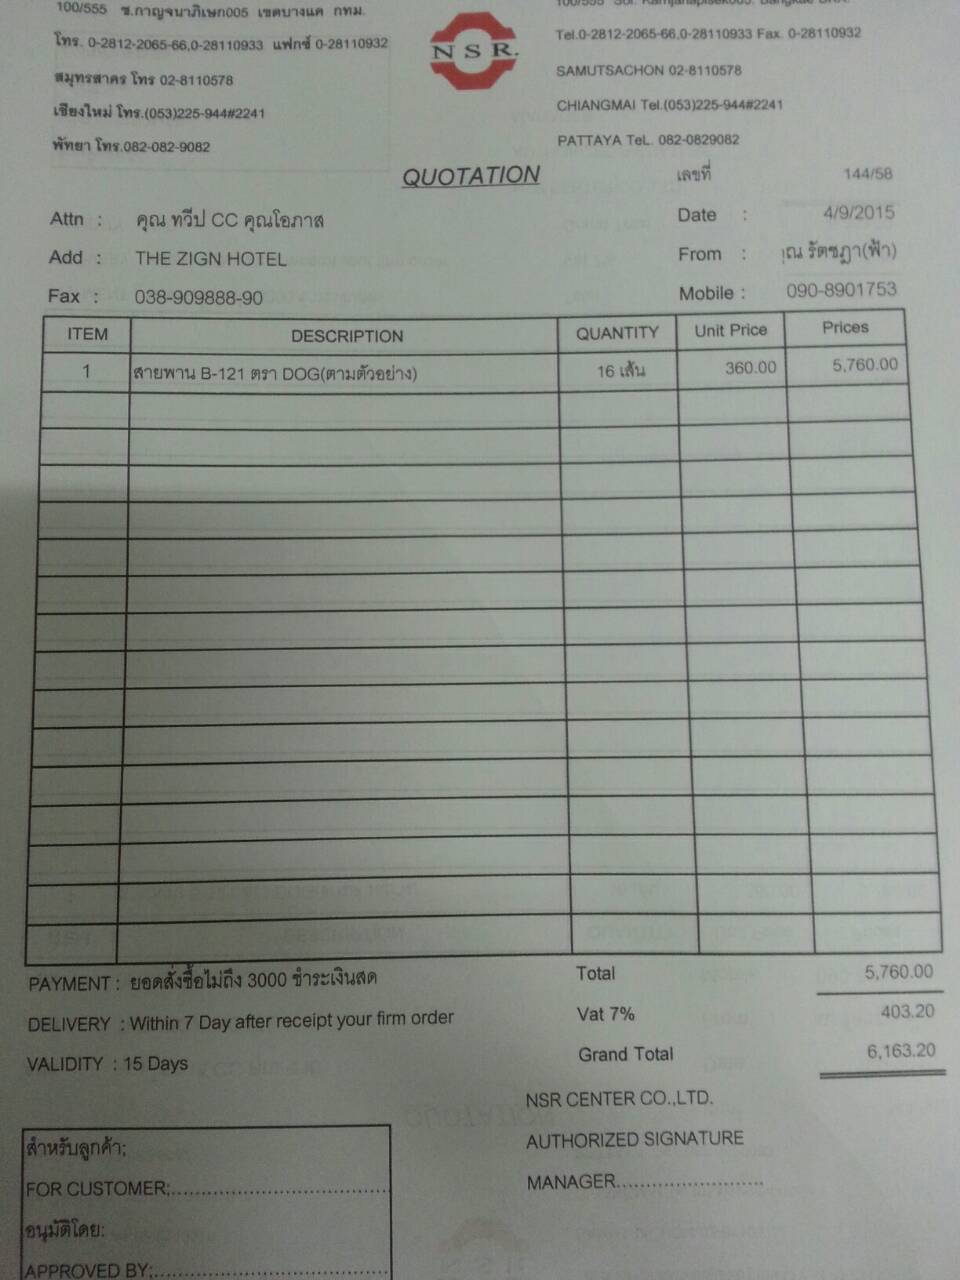 100/555 ซ.กาญจนาภิเษก005 เขตบางแค กทม.
โทร. 0-2812-2065-66,0-28110933 แฟกซ์ 0-28110932
สมุทรสาคร โทร 02-8110578
เชียงใหม่ โทร.(053)225-944#2241
พัทยา โทร.082-082-9082
N S R.
100/555 Soi. Kanjanapisek005. Bangkae BKK.
Tel.0-2812-2065-66,0-28110933 Fax. 0-28110932
SAMUTSACHON 02-8110578
CHIANGMAI Tel.(053)225-944#2241
PATTAYA TeL. 082-0829082
QUOTATION
เลขที่ 144/58
Attn : คุณ ทวีป CC คุณโอภาส
Date : 4/9/2015
Add : THE ZIGN HOTEL
From : ุณ รัตชฎา(ฟ้า)
Fax : 038-909888-90
Mobile : 090-8901753
ITEM DESCRIPTION QUANTITY Unit Price Prices
1 สายพาน B-121 ตรา DOG(ตามตัวอย่าง) 16 เส้น 360.00 5,760.00
PAYMENT : ยอดสั่งซื้อไม่ถึง 3000 ชำระเงินสด
Total 5,760.00
DELIVERY : Within 7 Day after receipt your firm order
Vat 7% 403.20
VALIDITY : 15 Days
Grand Total 6,163.20
NSR CENTER CO.,LTD.
AUTHORIZED SIGNATURE
MANAGER........................
สำหรับลูกค้า;
FOR CUSTOMER;....................................
อนุมัติโดย:
APPROVED BY;.......................................